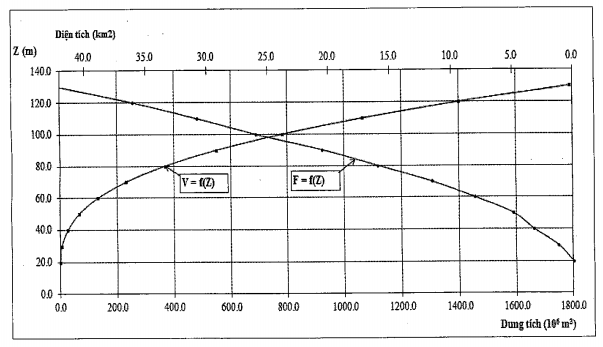 Diện tích (km2)
Z (m)
40.0 35.0 30.0 25.0 20.0 15.0 10.0 5.0 0.0
140.0
120.0
100.0
80.0
60.0
40.0
20.0
0.0
V = f(Z)
F = f(Z)
0.0 200.0 400.0 600.0 800.0 1000.0 1200.0 1400.0 1600.0 1800.0
Dung tích (10⁶ m³)